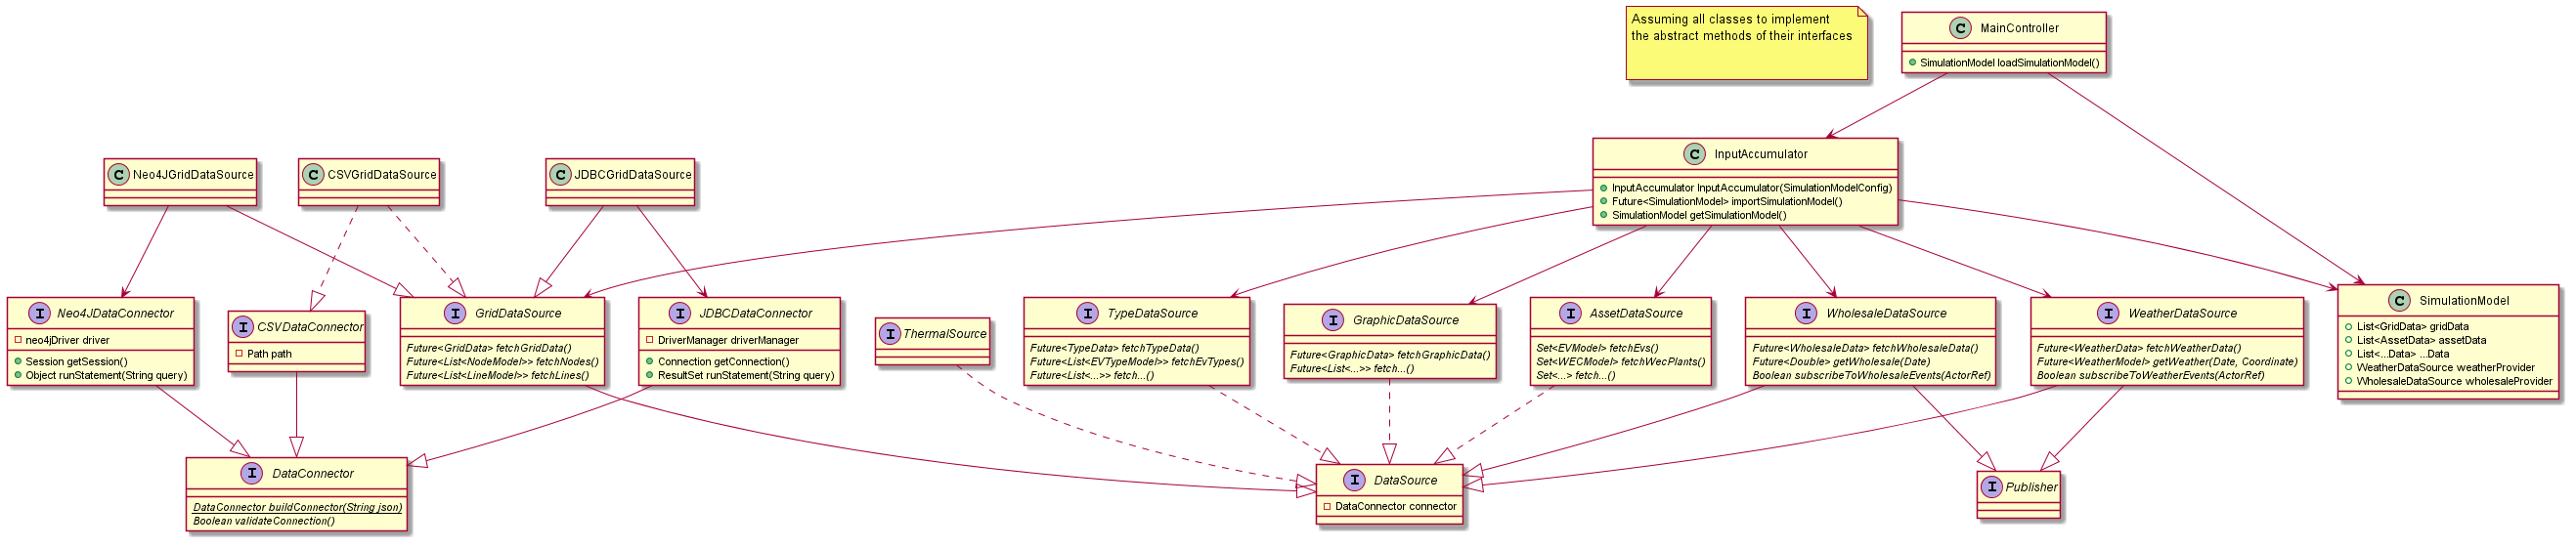 Assuming all classes to implement
the abstract methods of their interfaces
C MainController
SimulationModel loadSimulationModel()
C InputAccumulator
InputAccumulator InputAccumulator(SimulationModelConfig)
Future<SimulationModel> importSimulationModel()
SimulationModel getSimulationModel()
C Neo4JGridDataSource
C CSVGridDataSource
C JDBCGridDataSource
I Neo4JDataConnector
neo4jDriver driver
Session getSession()
Object runStatement(String query)
I CSVDataConnector
Path path
I GridDataSource
Future<GridData> fetchGridData()
Future<List<NodeModel>> fetchNodes()
Future<List<LineModel>> fetchLines()
I JDBCDataConnector
DriverManager driverManager
Connection getConnection()
ResultSet runStatement(String query)
I ThermalSource
I TypeDataSource
Future<TypeData> fetchTypeData()
Future<List<EVTypeModel>> fetchEvTypes()
Future<List<...>> fetch...()
I GraphicDataSource
Future<GraphicData> fetchGraphicData()
Future<List<...>> fetch...()
I AssetDataSource
Set<EVModel> fetchEvs()
Set<WECModel> fetchWecPlants()
Set<...> fetch...()
I WholesaleDataSource
Future<WholesaleData> fetchWholesaleData()
Future<Double> getWholesale(Date)
Boolean subscribeToWholesaleEvents(ActorRef)
I WeatherDataSource
Future<WeatherData> fetchWeatherData()
Future<WeatherModel> getWeather(Date, Coordinate)
Boolean subscribeToWeatherEvents(ActorRef)
C SimulationModel
List<GridData> gridData
List<AssetData> assetData
List<...Data> ...Data
WeatherDataSource weatherProvider
WholesaleDataSource wholesaleProvider
I DataConnector
DataConnector buildConnector(String json)
Boolean validateConnection()
I DataSource
DataConnector connector
I Publisher